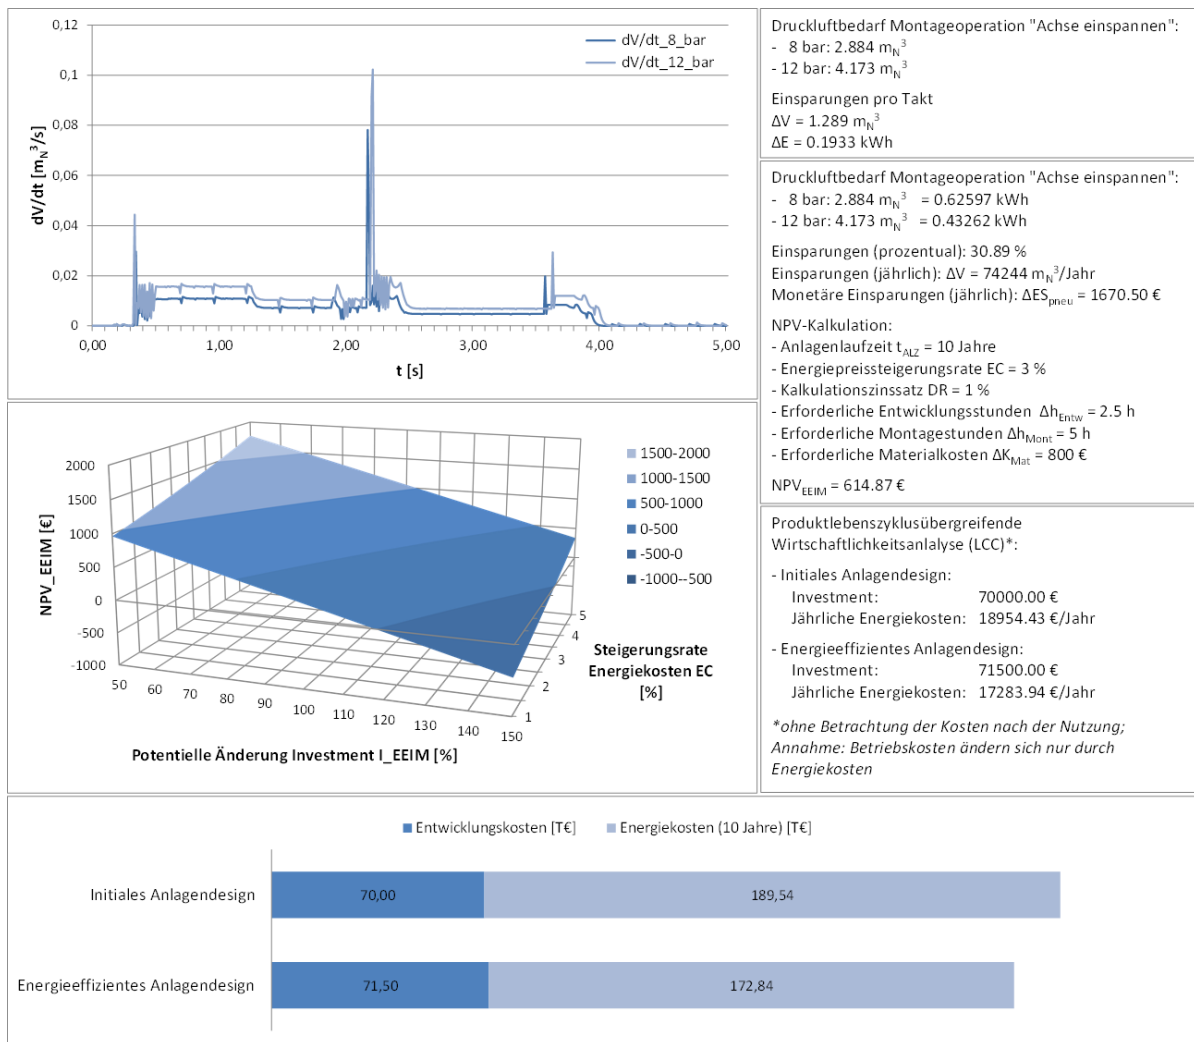 0,12
0,1
0,08
0,06
0,04
0,02
0
dV/dt [m_N^3/s]
dV/dt_8_bar
dV/dt_12_bar
0,00 1,00 2,00 3,00 4,00 5,00
t [s]
Druckluftbedarf Montageoperation "Achse einspannen":
- 8 bar: 2.884 m_N^3
- 12 bar: 4.173 m_N^3
Einsparungen pro Takt
ΔV = 1.289 m_N^3
ΔE = 0.1933 kWh
Druckluftbedarf Montageoperation "Achse einspannen":
- 8 bar: 2.884 m_N^3 = 0.62597 kWh
- 12 bar: 4.173 m_N^3 = 0.43262 kWh
Einsparungen (prozentual): 30.89 %
Einsparungen (jährlich): ΔV = 74244 m_N^3/Jahr
Monetäre Einsparungen (jährlich): ΔES_pneu = 1670.50 €
NPV-Kalkulation:
- Anlagenlaufzeit t_ALZ = 10 Jahre
- Energiepreissteigerungsrate EC = 3 %
- Kalkulationszinssatz DR = 1 %
- Erforderliche Entwicklungsstunden Δh_Entw = 2.5 h
- Erforderliche Montagestunden Δh_Mont = 5 h
- Erforderliche Materialkosten ΔK_Mat = 800 €
NPV_EEIM = 614.87 €
2000
1500
1000
500
0
-500
-1000
NPV_EEIM [€]
50 60 70 80 90 100 110 120 130 140 150
Potentielle Änderung Investment I_EEIM [%]
5
4
3
2
1
Steigerungsrate
Energiekosten EC
[%]
1500-2000
1000-1500
500-1000
0-500
-500-0
-1000--500
Produktlebenszyklusübergreifende
Wirtschaftlichkeitsanlalyse (LCC)*:
- Initiales Anlagendesign:
Investment: 70000.00 €
Jährliche Energiekosten: 18954.43 €/Jahr
- Energieeffizientes Anlagendesign:
Investment: 71500.00 €
Jährliche Energiekosten: 17283.94 €/Jahr
*ohne Betrachtung der Kosten nach der Nutzung;
Annahme: Betriebskosten ändern sich nur durch
Energiekosten
Entwicklungskosten [T€] Energiekosten (10 Jahre) [T€]
Initiales Anlagendesign 70,00 189,54
Energieeffizientes Anlagendesign 71,50 172,84